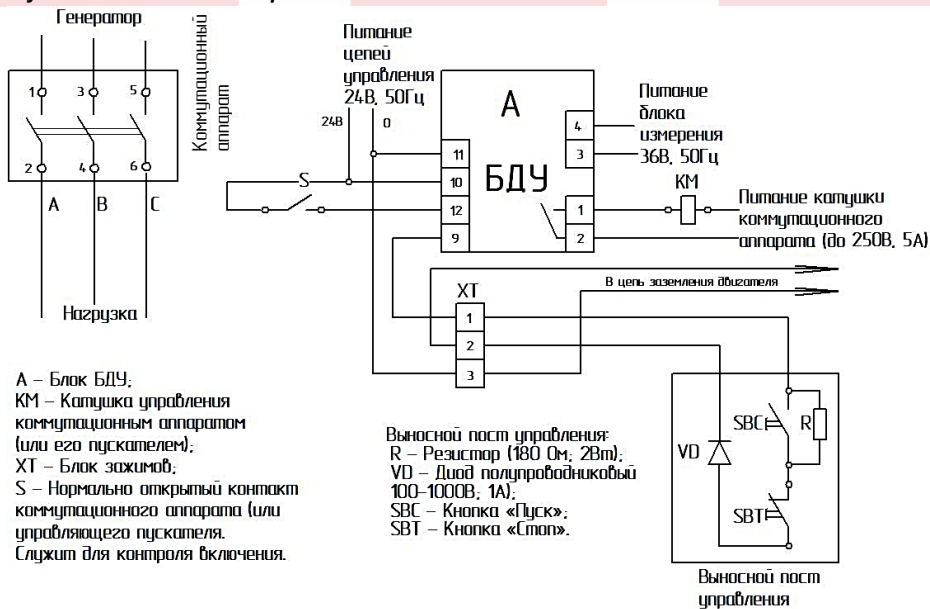 Генератор
Коммутационный
аппарат
1
3
5
2
4
6
A
B
C
Нагрузка
Питание
цепей
управления
24В, 50Гц
24В
0
S
A
БДУ
11
10
12
9
4
3
1
2
Питание
блока
измерения
36В, 50Гц
КМ
Питание катушки
коммутационного
аппарата (до 250В, 5А)
В цепь заземления двигателя
XT
1
2
3
А – Блок БДУ;
КМ – Катушка управления
коммутационным аппаратом
(или его пускателем);
XT – Блок зажимов;
S – Нормально открытый контакт
коммутационного аппарата (или
управляющего пускателя.
Служит для контроля включения.
Выносной пост управления:
R – Резистор (180 Ом; 2Вт);
VD – Диод полупроводниковый
100-1000В; 1А);
SBC – Кнопка «Пуск»;
SBT – Кнопка «Стоп».
VD
SBC
R
SBT
Выносной пост
управления